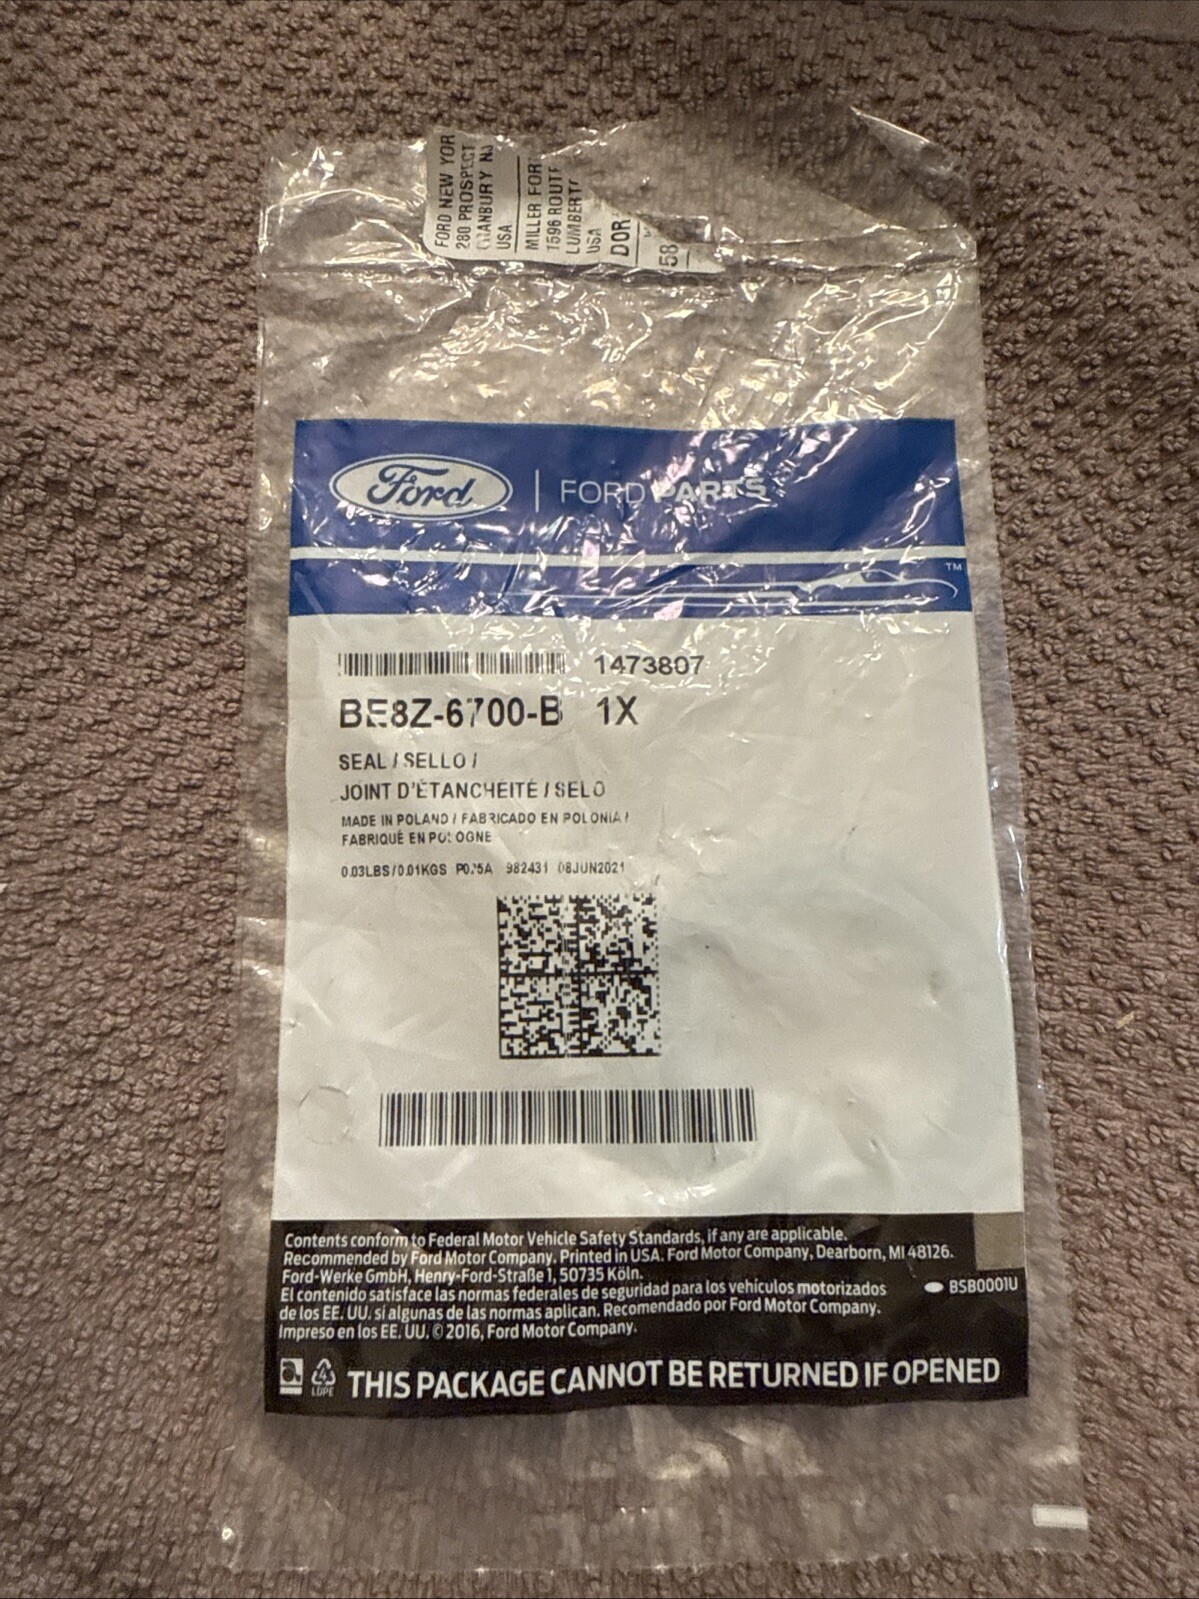 FORD NEW YOR
280 PROSPECT
CRANBURY NJ
USA
MILLER FOR
1596 ROUTE
LUMBERT
USA
DOR
58
Ford
FORD PARTS
TM
1473807
BE8Z-6700-B 1X
SEAL / SELLO /
JOINT D'ÉTANCHÉITÉ / SELO
MADE IN POLAND / FABRICADO EN POLONIA /
FABRIQUÉ EN POLOGNE
0.03LBS/0.01KGS 982431 08JUN2021
Contents conform to Federal Motor Vehicle Safety Standards, if any are applicable.
Recommended by Ford Motor Company. Printed in USA. Ford Motor Company, Dearborn, MI 48126.
Ford-Werke GmbH, Henry-Ford-Straße 1, 50735 Köln.
El contenido satisface las normas federales de seguridad para los vehículos motorizados
de los EE. UU. si algunas de las normas aplican. Recomendado por Ford Motor Company.
Impreso en los EE. UU. © 2016, Ford Motor Company.
BSB0001U
4
LDPE
THIS PACKAGE CANNOT BE RETURNED IF OPENED